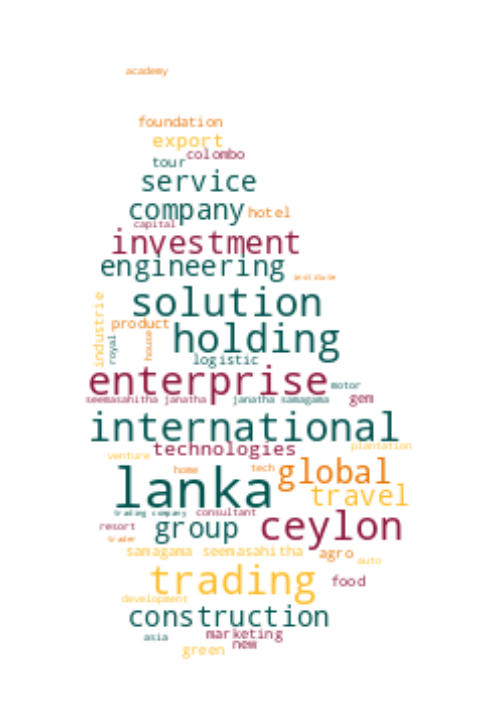 academy
foundation
export
colombo
tour
service
company hotel
capital
investment
engineering
institute
solution
industrie
product
holding
royal
house
logistic
enterprise motor
seemasahitha janatha janatha samagama gem
international
technologies plantation
venture
global
home tech
lanka travel
trading company consultant
resort group ceylon
trader
samagama seemasahitha agro
auto
trading food
development
construction
asia marketing
new
green